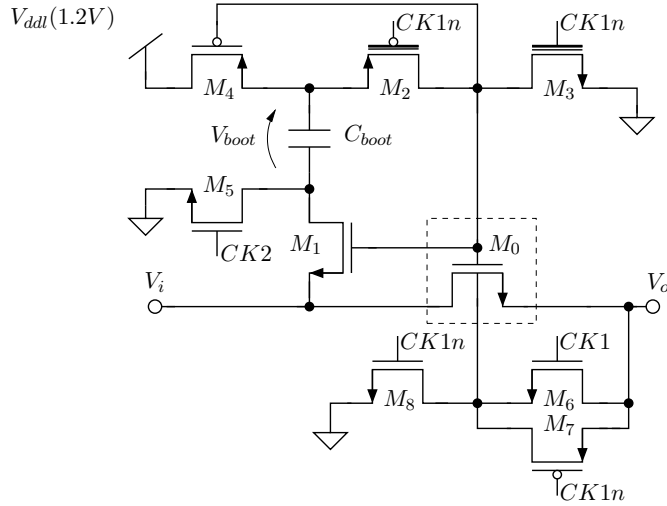 V_ddl(1.2V)
CK1n
CK1n
M_4
M_2
M_3
V_boot
C_boot
M_5
M_1
M_0
CK2
V_i
V_o
CK1n
CK1
M_8
M_6
M_7
CK1n